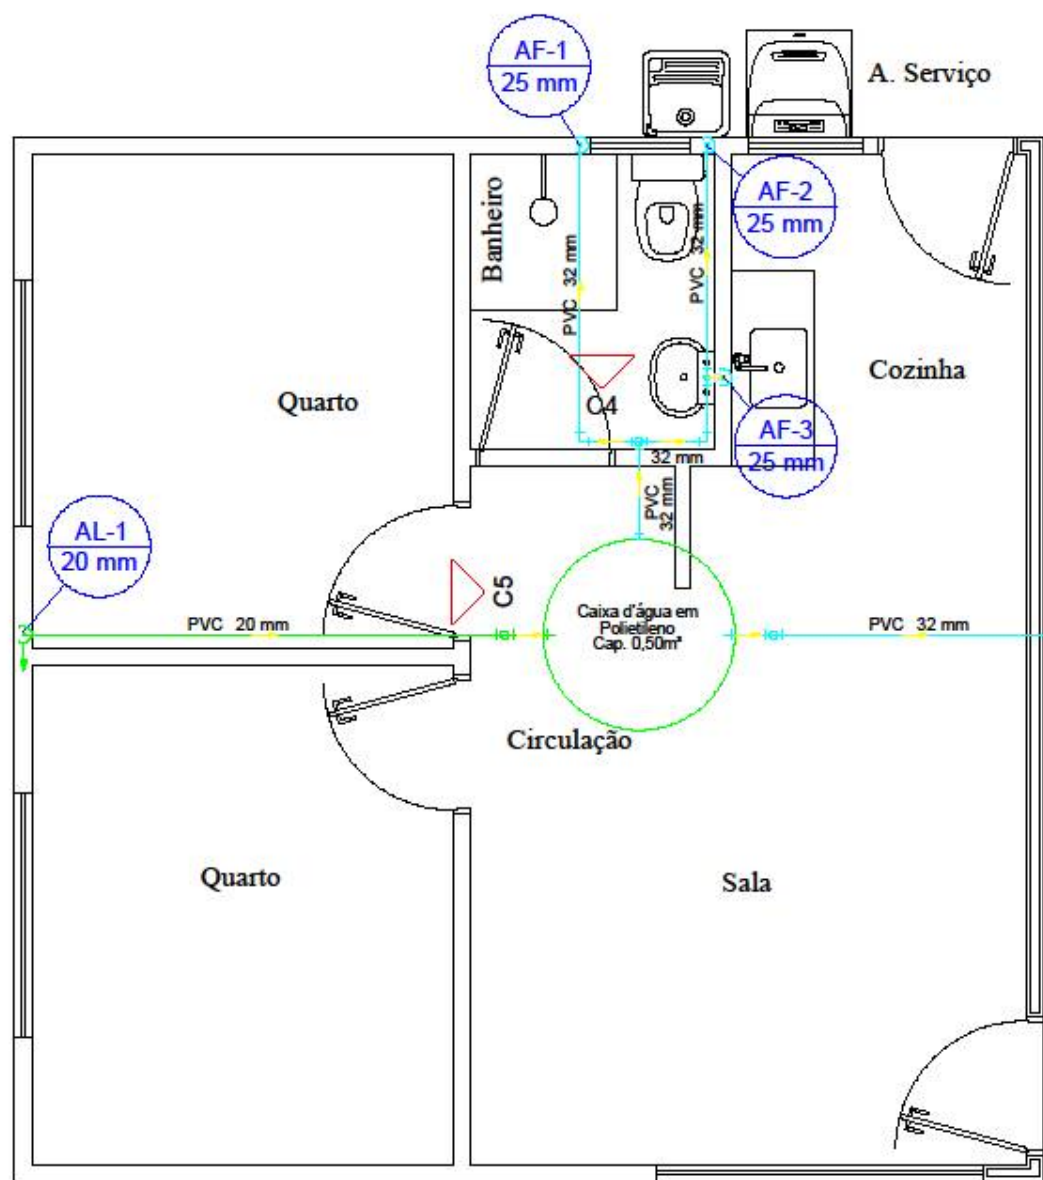 AF-1
25 mm
A. Serviço
AF-2
25 mm
Banheiro
PVC 32 mm
PVC 32 mm
Quarto
Cozinha
C4
AF-3
25 mm
32 mm
PVC
32 mm
AL-1
20 mm
C5
PVC 20 mm
Caixa d'água em
Polietileno
Cap. 0,50m³
PVC 32 mm
Circulação
Quarto
Sala